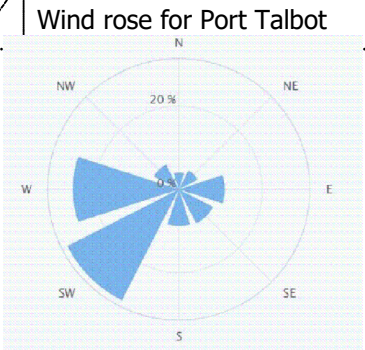 Wind rose for Port Talbot
N
NW
NE
20 %
W
0 %
E
SW
SE
S